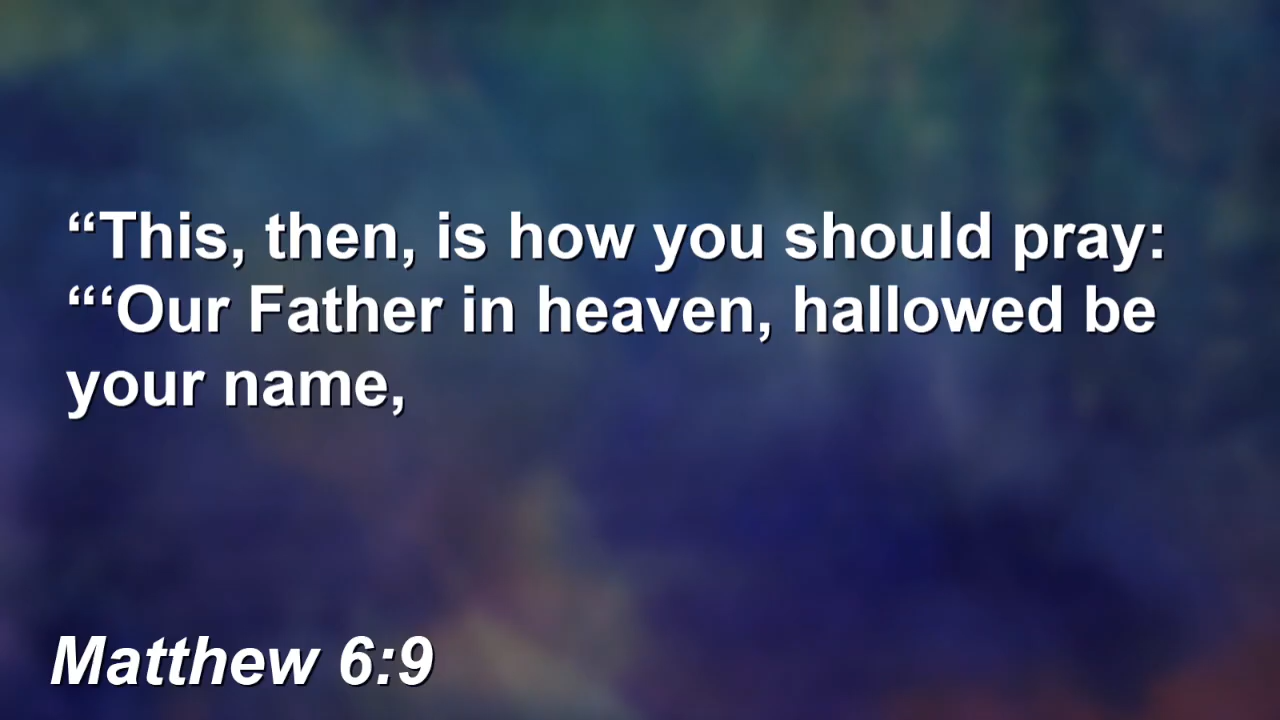 “This, then, is how you should pray:
“‘Our Father in heaven, hallowed be
your name,
Matthew 6:9